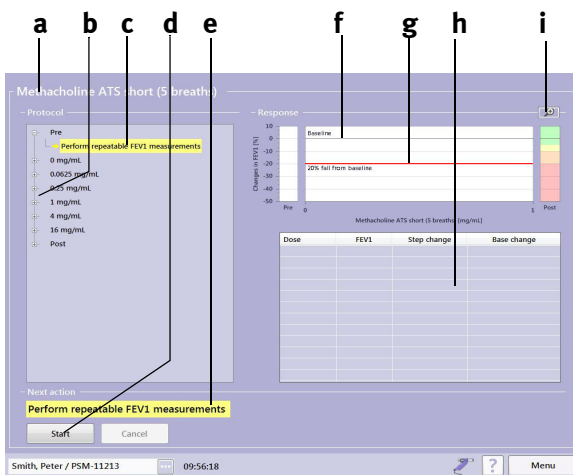 a b c d e f g h i
Methacholine ATS short (5 breaths)
Protocol
Pre
Perform repeatable FEV1 measurements
0 mg/mL
0.0625 mg/mL
0.25 mg/mL
1 mg/mL
4 mg/mL
16 mg/mL
Post
Response
Changes in FEV1 [%]
10
0
-10
-20
-30
-40
-50
Baseline
20% fall from baseline
Pre
0
1
Post
Methacholine ATS short (5 breaths) (mg/mL)
Dose FEV1 Step change Base change
Next action
Perform repeatable FEV1 measurements
Start Cancel
Smith, Peter / PSM-11213 ... 09:56:18 ? Menu